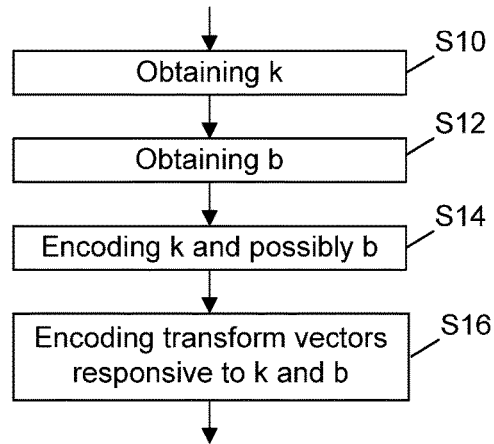 S10
Obtaining k
S12
Obtaining b
S14
Encoding k and possibly b
S16
Encoding transform vectors
responsive to k and b